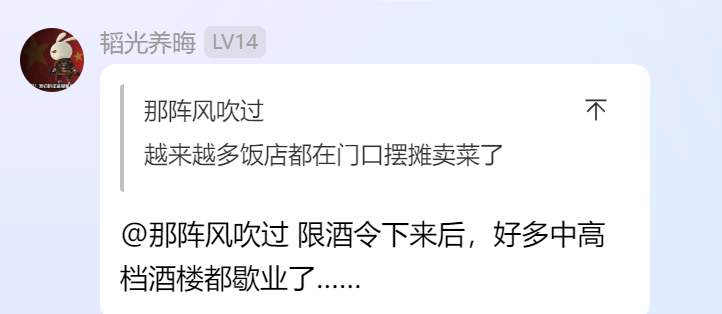 韬光养晦 LV14
那阵风吹过
越来越多饭店都在门口摆摊卖菜了
@那阵风吹过 限酒令下来后，好多中高
档酒楼都歇业了……